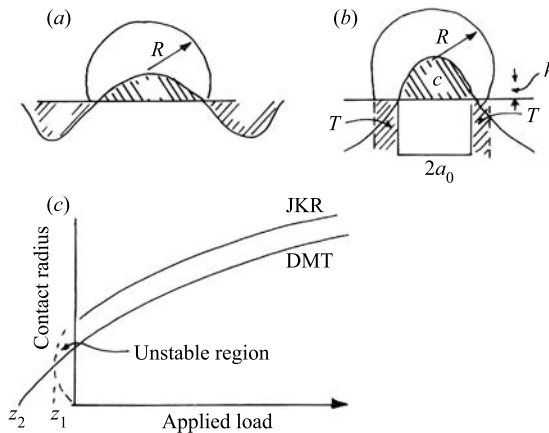 (a)
R
(b)
R
c
h
T
T
2a₀
(c)
JKR
DMT
Contact radius
Unstable region
z₂
z₁
Applied load